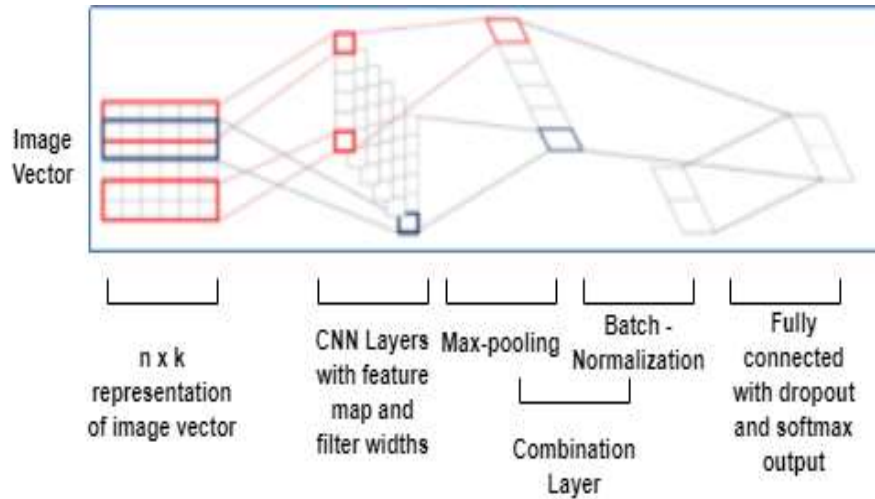 Image
Vector
n x k
representation
of image vector
CNN Layers
with feature
map and
filter widths
Max-pooling
Batch -
Normalization
Combination
Layer
Fully
connected
with dropout
and softmax
output